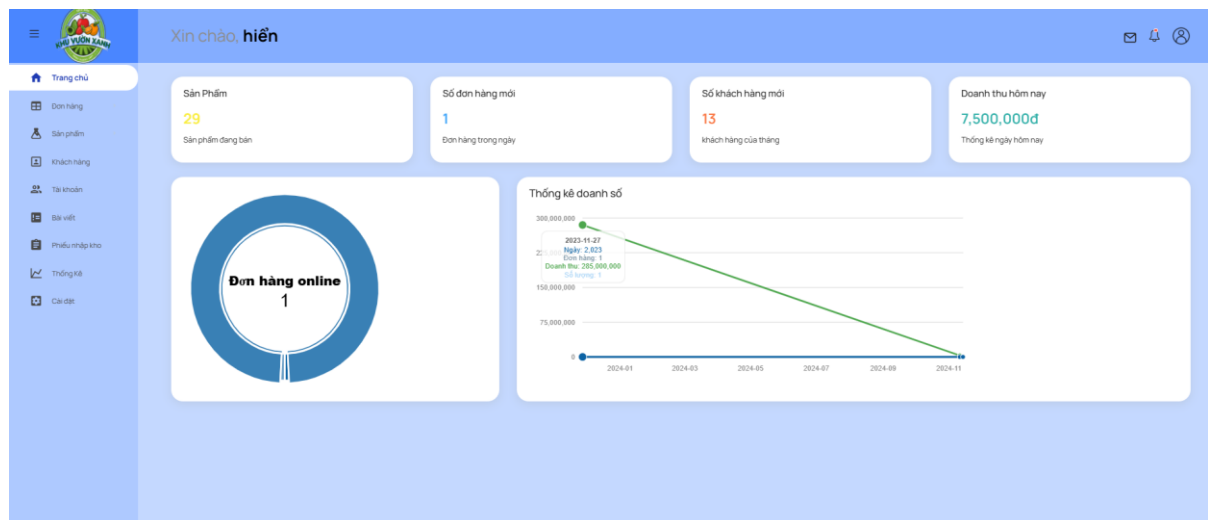 KHU VƯỜN XANH
Xin chào, hiển
Trang chủ
Đơn hàng
Sản phẩm
Khách hàng
Tài khoản
Bài viết
Phiếu nhập kho
Thống Kê
Cài đặt
Sản Phẩm
29
Sản phẩm đang bán
Số đơn hàng mới
1
Đơn hàng trong ngày
Số khách hàng mới
13
khách hàng của tháng
Doanh thu hôm nay
7,500,000đ
Thống kê ngày hôm nay
Đơn hàng online
1
Thống kê doanh số
300,000,000
2023-11-27
Ngày: 2,023
Đơn hàng: 1
Doanh thu: 285,000,000
Số lượng: 1
150,000,000
75,000,000
0
2024-01 2024-03 2024-05 2024-07 2024-09 2024-11